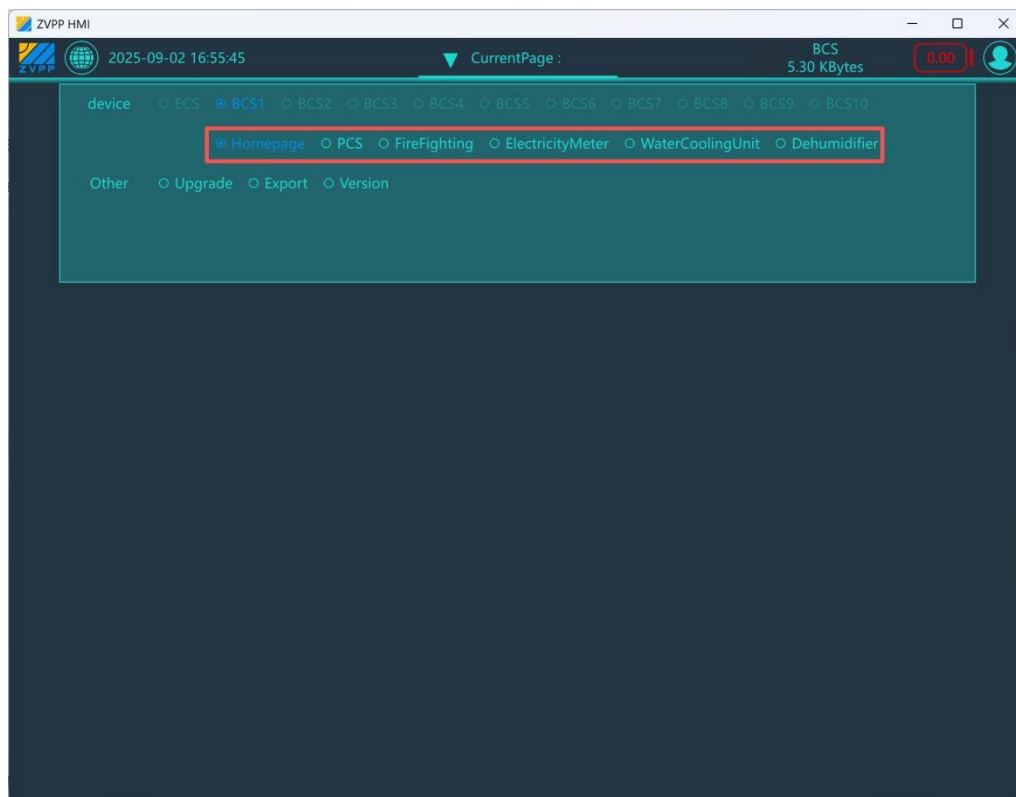 ZVPP HMI
ZVPP
2025-09-02 16:55:45
CurrentPage :
BCS
5.30 KBytes
0.00
device ECS BCS1 BCS2 BCS3 BCS4 BCS5 BCS6 BCS7 BCS8 BCS9 BCS10
Homepage PCS FireFighting ElectricityMeter WaterCoolingUnit Dehumidifier
Other Upgrade Export Version